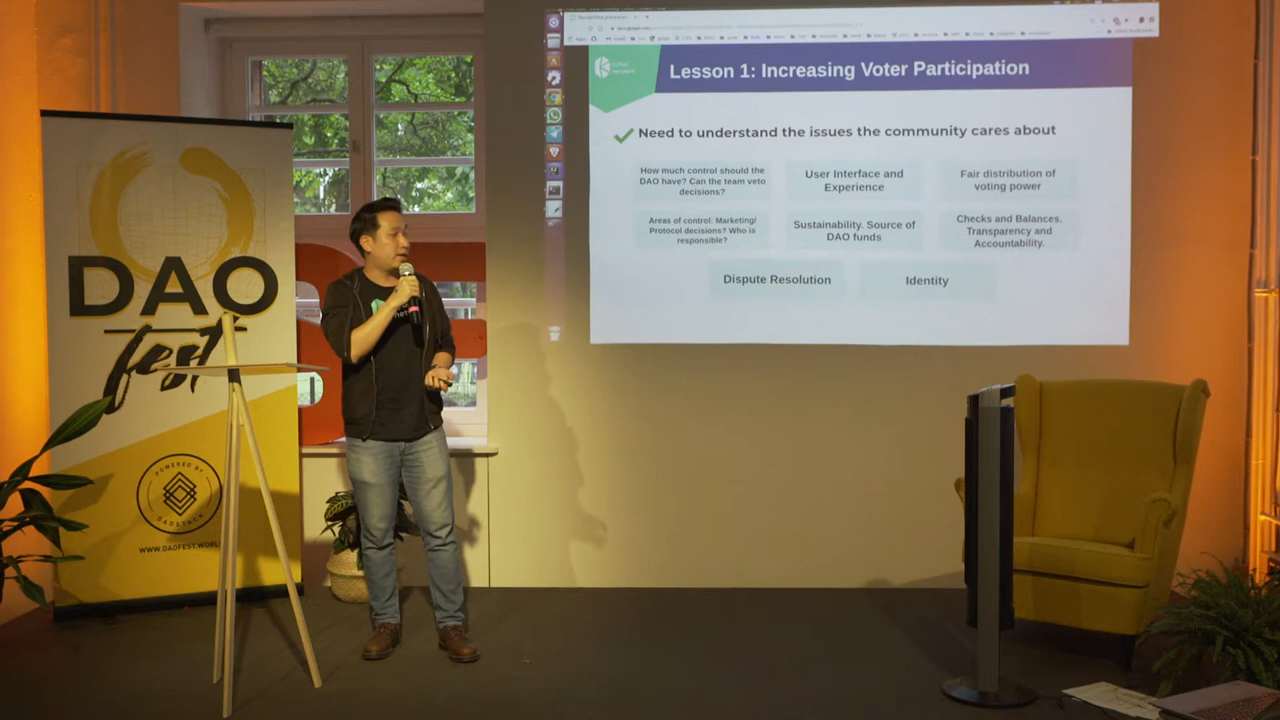 Lesson 1: Increasing Voter Participation
Need to understand the issues the community cares about
How much control should the
DAO have? Can the team veto
decisions?
User Interface and
Experience
Fair distribution of
voting power
Areas of control: Marketing/
Protocol decisions? Who is
responsible?
Sustainability. Source of
DAO funds
Checks and Balances.
Transparency and
Accountability.
Dispute Resolution
Identity
DAO
fest
POWERED BY
DAOSTACK
WWW.DAOFEST.WORL